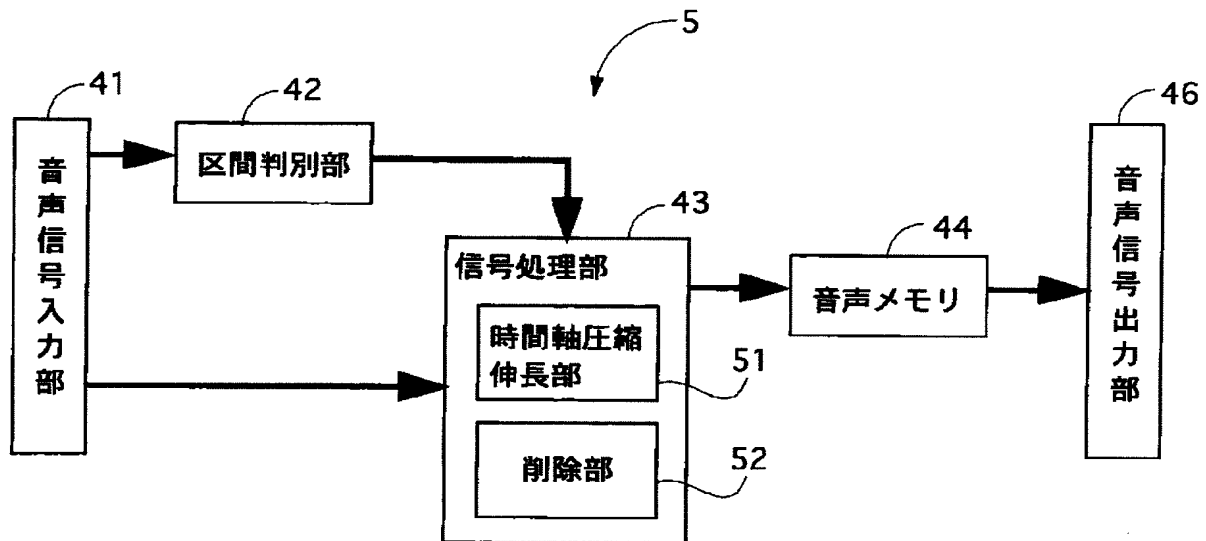 5
41
42
46
音声信号入力部
区間判別部
音声信号出力部
43
44
信号処理部
音声メモリ
時間軸圧縮
伸長部
51
削除部
52